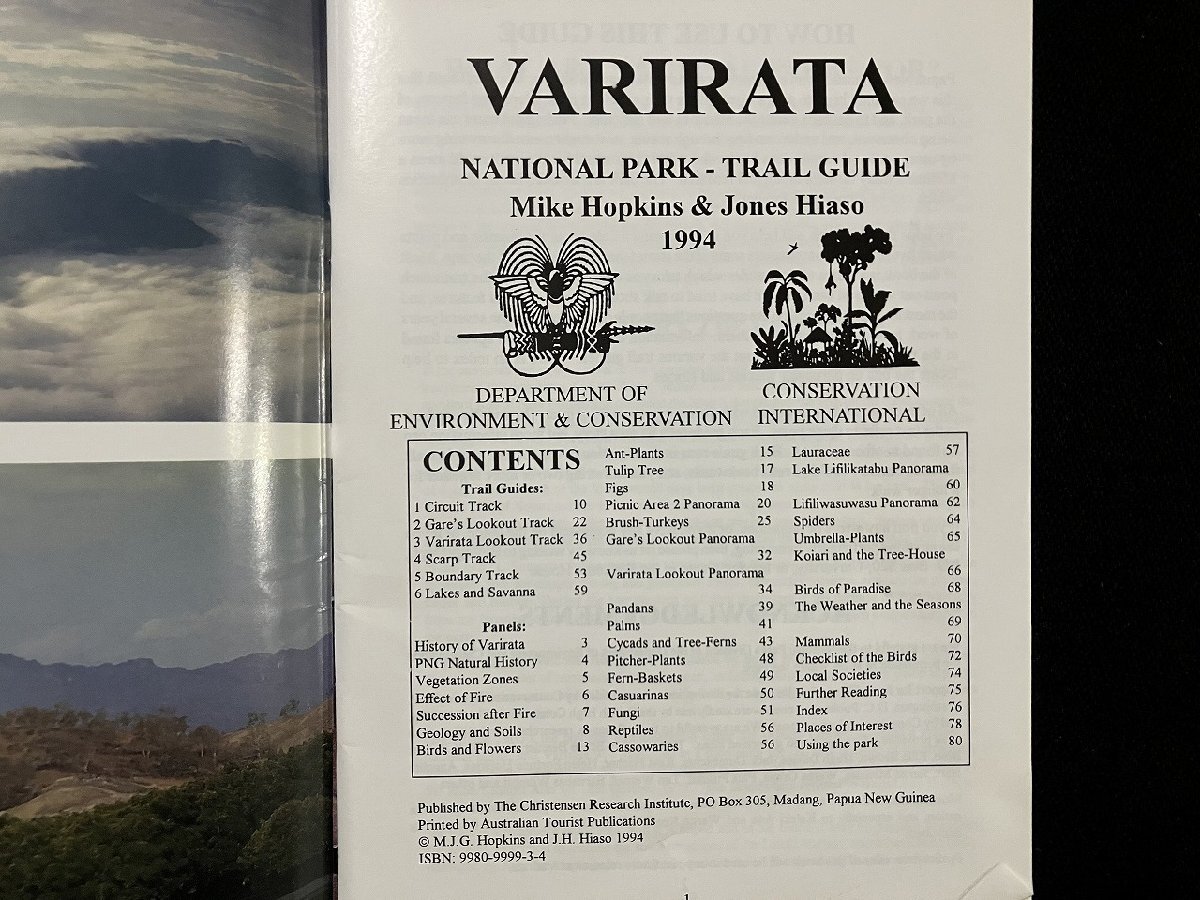 VARIRATA
NATIONAL PARK - TRAIL GUIDE
Mike Hopkins & Jones Hiaso
1994
DEPARTMENT OF
ENVIRONMENT & CONSERVATION
CONSERVATION
INTERNATIONAL
CONTENTS
Trail Guides:
1 Circuit Track 10
2 Gare's Lookout Track 22
3 Varirata Lookout Track 36
4 Scarp Track 45
5 Boundary Track 53
6 Lakes and Savanna 59
Panels:
History of Varirata 3
PNG Natural History 4
Vegetation Zones 5
Effect of Fire 6
Succession after Fire 7
Geology and Soils 8
Birds and Flowers 13
Ant-Plants 15
Tulip Tree 17
Figs 18
Picnic Area 2 Panorama 20
Brush-Turkeys 25
Gare's Lookout Panorama
32
Varirata Lookout Panorama
34
Pandans 39
Palms 41
Cycads and Tree-Ferns 43
Pitcher-Plants 48
Fern-Baskets 49
Casuarinas 50
Fungi 51
Reptiles 56
Cassowaries 56
Lauraceae 57
Lake Lifilikatabu Panorama
60
Lifiliwasuwasu Panorama 62
Spiders 64
Umbrella-Plants 65
Koiari and the Tree-House
66
Birds of Paradise 68
The Weather and the Seasons
69
Mammals 70
Checklist of the Birds 72
Local Societies 74
Further Reading 75
Index 76
Places of Interest 78
Using the park 80
Published by The Christensen Research Institute, PO Box 305, Madang, Papua New Guinea
Printed by Australian Tourist Publications
© M.J.G. Hopkins and J.H. Hiaso 1994
ISBN: 9980-9999-3-4
1